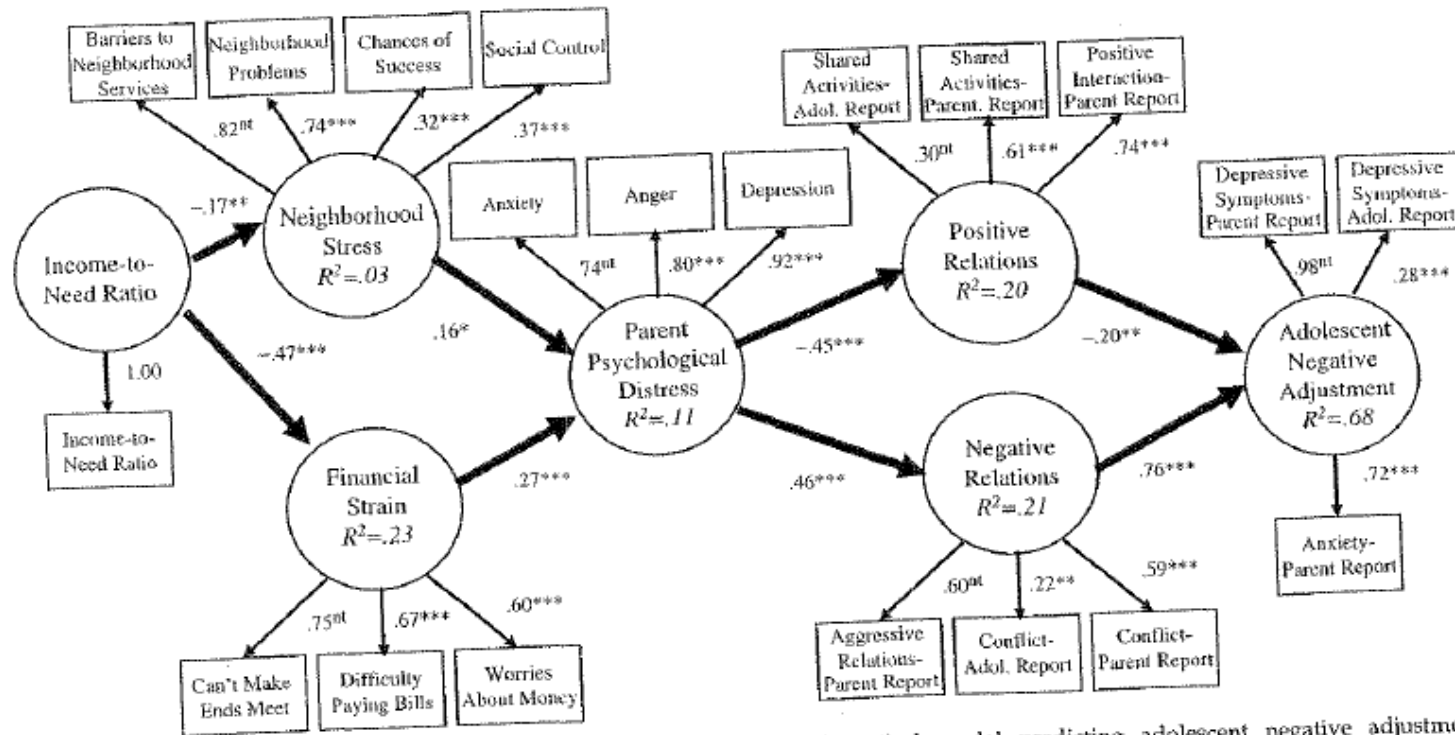 Barriers to
Neighborhood
Services
Neighborhood
Problems
Chances of
Success
Social Control
.82nt
.74***
.32***
.37***
Shared
Activities-
Adol. Report
Shared
Activities-
Parent. Report
Positive
Interaction-
Parent Report
.30nt
.61***
.74***
Anxiety
Anger
Depression
.74nt
.80***
.92***
Depressive
Symptoms-
Parent Report
Depressive
Symptoms-
Adol. Report
.98nt
.28***
Income-to-
Need Ratio
-.17**
Neighborhood
Stress
R²=.03
-.47***
.16*
1.00
Income-to-
Need Ratio
Parent
Psychological
Distress
R²=.11
Positive
Relations
R²=.20
-.45***
-.20**
Adolescent
Negative
Adjustment
R²=.68
Financial
Strain
R²=.23
.27***
.46***
Negative
Relations
R²=.21
.76***
.72***
Anxiety-
Parent Report
.75nt
.67***
.60***
Can't Make
Ends Meet
Difficulty
Paying Bills
Worries
About Money
.60nt
.22**
.59***
Aggressive
Relations-
Parent Report
Conflict-
Adol. Report
Conflict-
Parent Report
predicting adolescent negative